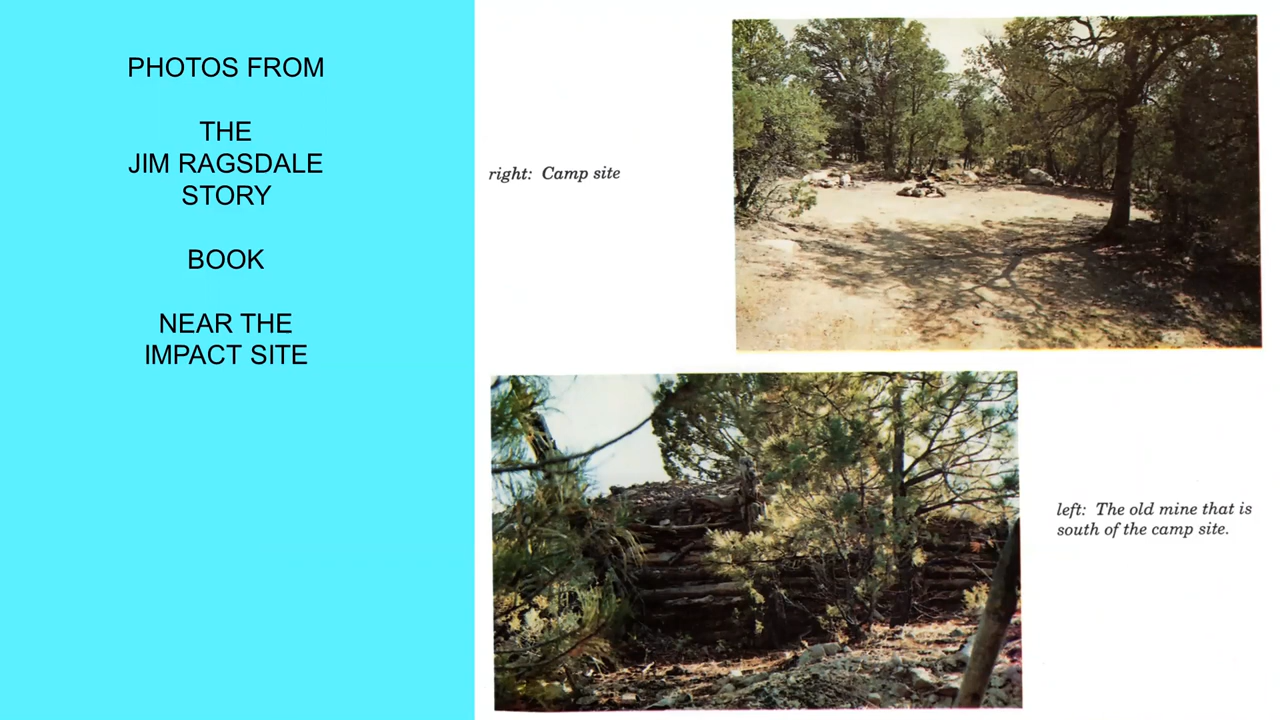 PHOTOS FROM
THE
JIM RAGSDALE
STORY
BOOK
NEAR THE
IMPACT SITE
right: Camp site
left: The old mine that is
south of the camp site.